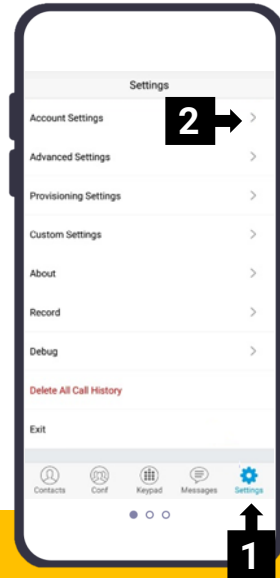 Settings
Account Settings
2
Advanced Settings
Provisioning Settings
Custom Settings
About
Record
Debug
Delete All Call History
Exit
Contacts
Conf
Keypad
Messages
Settings
1